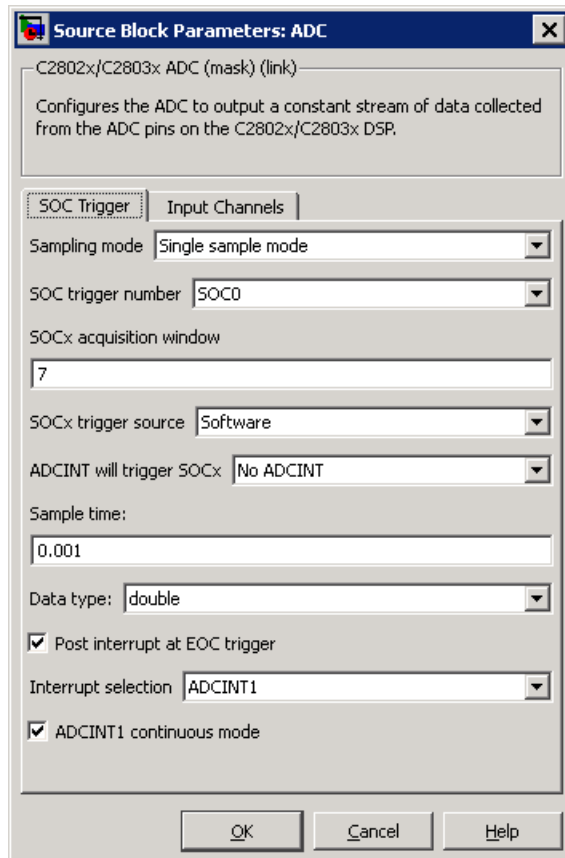 Source Block Parameters: ADC
C2802x/C2803x ADC (mask) (link)
Configures the ADC to output a constant stream of data collected
from the ADC pins on the C2802x/C2803x DSP.
SOC Trigger Input Channels
Sampling mode Single sample mode
SOC trigger number SOC0
SOCx acquisition window
7
SOCx trigger source Software
ADCINT will trigger SOCx No ADCINT
Sample time:
0.001
Data type: double
Post interrupt at EOC trigger
Interrupt selection ADCINT1
ADCINT1 continuous mode
OK Cancel Help